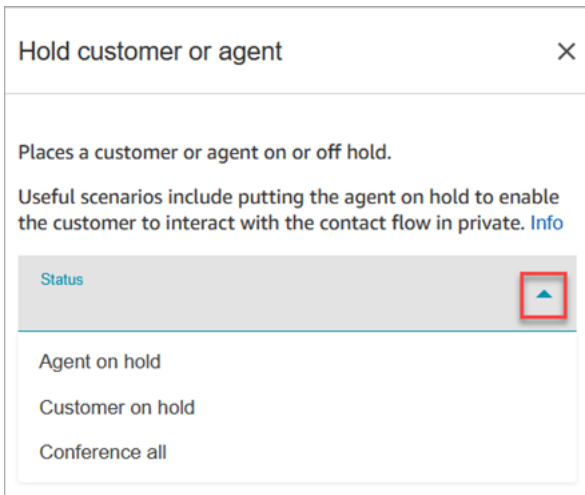 Hold customer or agent
Places a customer or agent on or off hold.
Useful scenarios include putting the agent on hold to enable
the customer to interact with the contact flow in private. Info
Status
Agent on hold
Customer on hold
Conference all